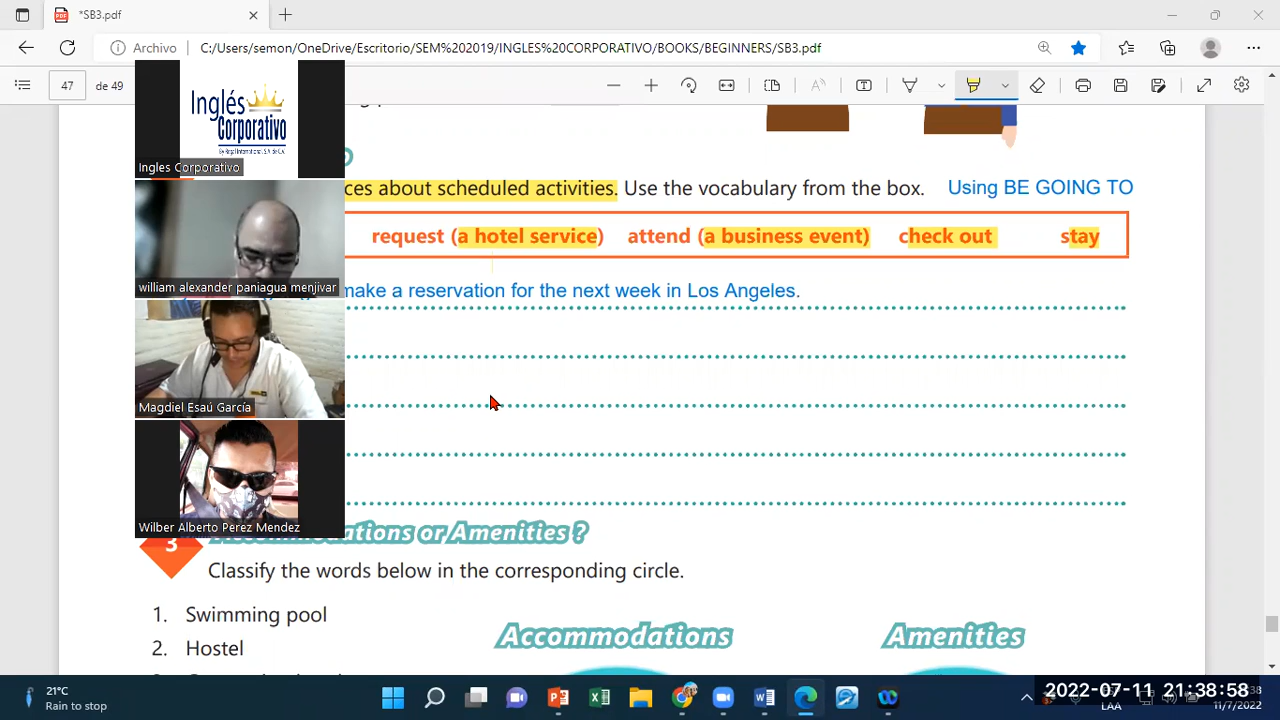 *SB3.pdf
Archivo
C:/Users/semon/OneDrive/Escritorio/SEM%202019/INGLES%20CORPORATIVO/BOOKS/BEGINNERS/SB3.pdf
47 de 49
Inglés
Corporativo
Ingles Corporativo
ces about scheduled activities. Use the vocabulary from the box. Using BE GOING TO
request (a hotel service) attend (a business event) check out stay
make a reservation for the next week in Los Angeles.
william alexander paniagua menjivar
Magdiel Esaú García
Wilber Alberto Perez Mendez
3
or Amenities ?
Classify the words below in the corresponding circle.
1. Swimming pool
2. Hostel
Accommodations Amenities
21°C
Rain to stop
2022-07-11 21:38:58
LAA
11/7/2022